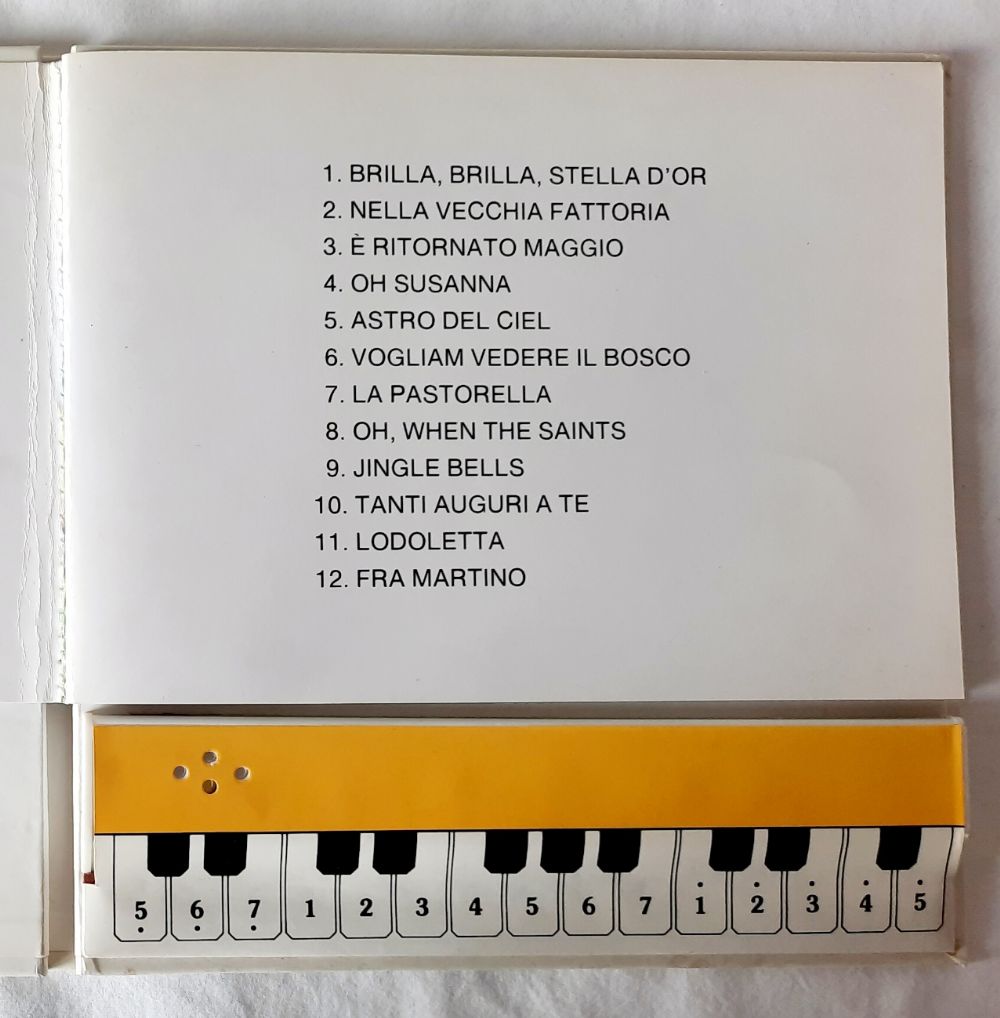 1. BRILLA, BRILLA, STELLA D'OR
2. NELLA VECCHIA FATTORIA
3. È RITORNATO MAGGIO
4. OH SUSANNA
5. ASTRO DEL CIEL
6. VOGLIAM VEDERE IL BOSCO
7. LA PASTORELLA
8. OH, WHEN THE SAINTS
9. JINGLE BELLS
10. TANTI AUGURI A TE
11. LODOLETTA
12. FRA MARTINO
5̣ 6̣ 7̣ 1 2 3 4 5 6 7 1̇ 2̇ 3̇ 4̇ 5̇